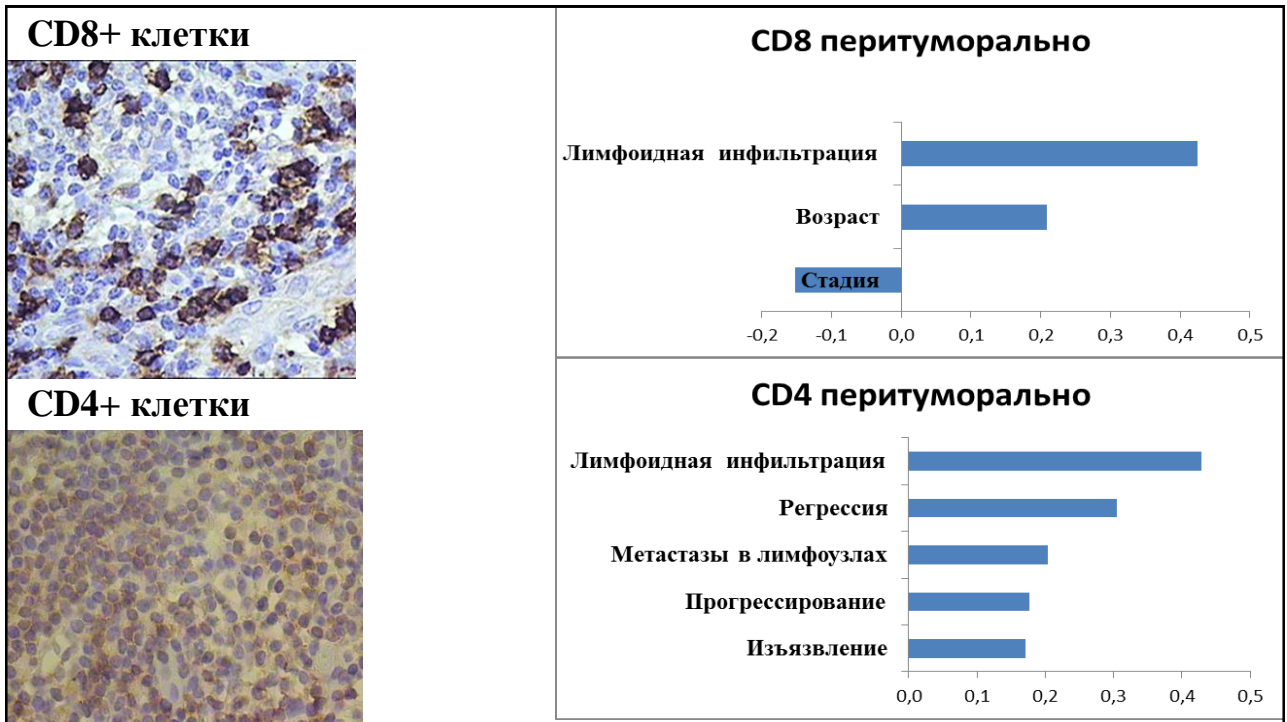 CD8+ клетки
CD8 перитуморально
Лимфоидная инфильтрация
Возраст
Стадия
-0,2 -0,1 0,0 0,1 0,2 0,3 0,4 0,5
CD4+ клетки
CD4 перитуморально
Лимфоидная инфильтрация
Регрессия
Метастазы в лимфоузлах
Прогрессирование
Изъязвление
0,0 0,1 0,2 0,3 0,4 0,5